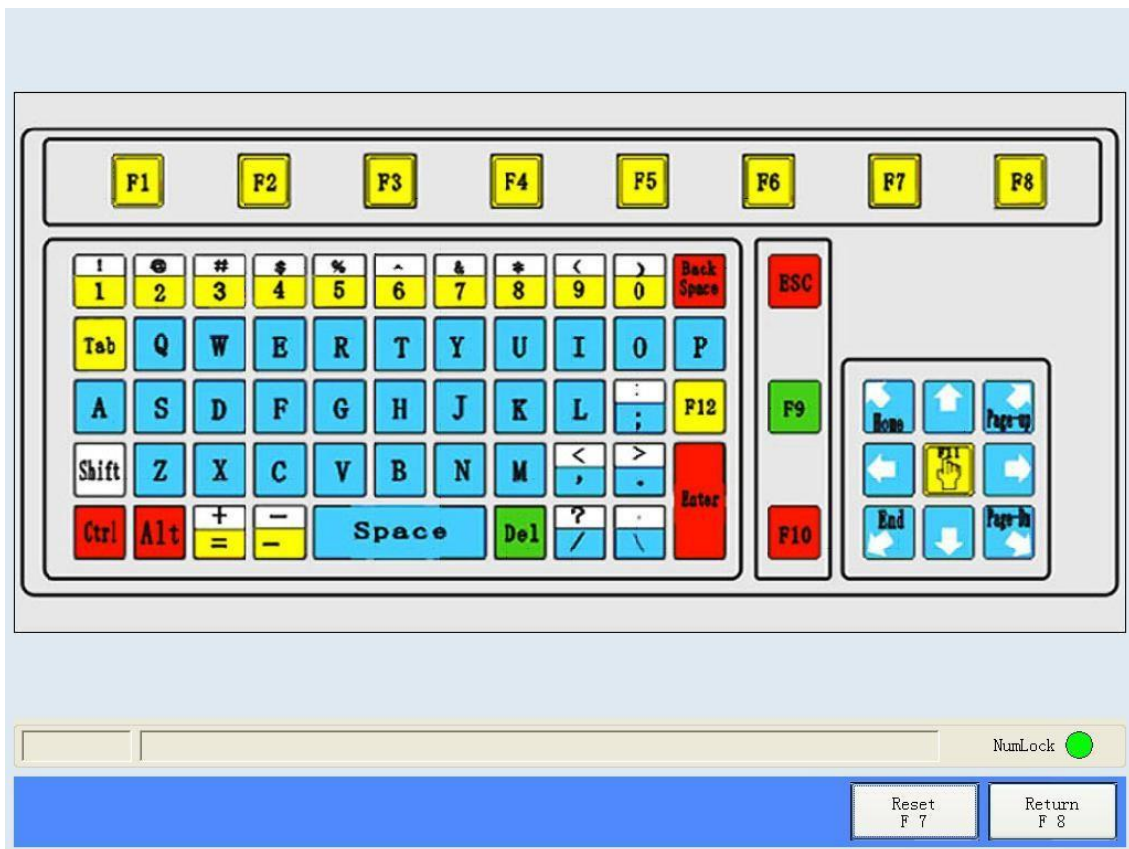 F1 F2 F3 F4 F5 F6 F7 F8
! @ # $ % ^ & * ( ) Back
1 2 3 4 5 6 7 8 9 0 Space ESC
Tab Q W E R T Y U I O P
:
A S D F G H J K L ; F12 F9 Home Page-up
< > F11
Shift Z X C V B N M , .
Enter
+ — ? . End Page-Dn
Ctrl Alt = - Space Del / \ F10
NumLock
Reset Return
F 7 F 8